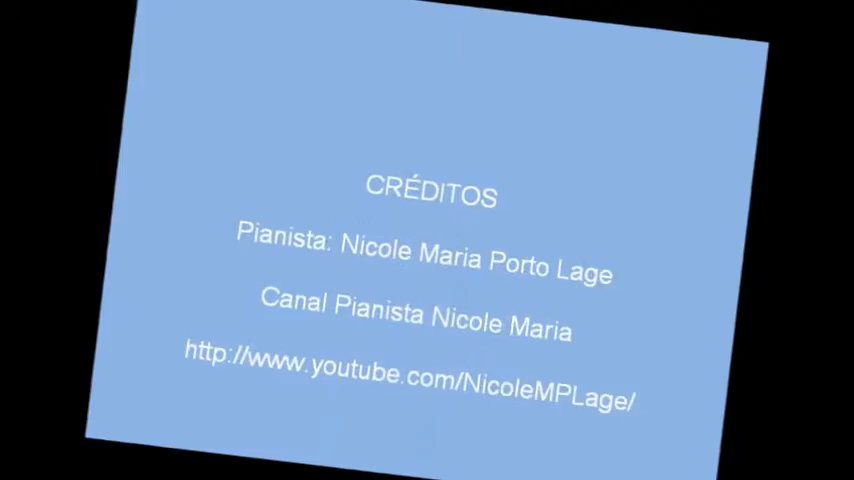 CRÉDITOS
Pianista: Nicole Maria Porto Lage
Canal Pianista Nicole Maria
http://www.youtube.com/NicoleMPLage/